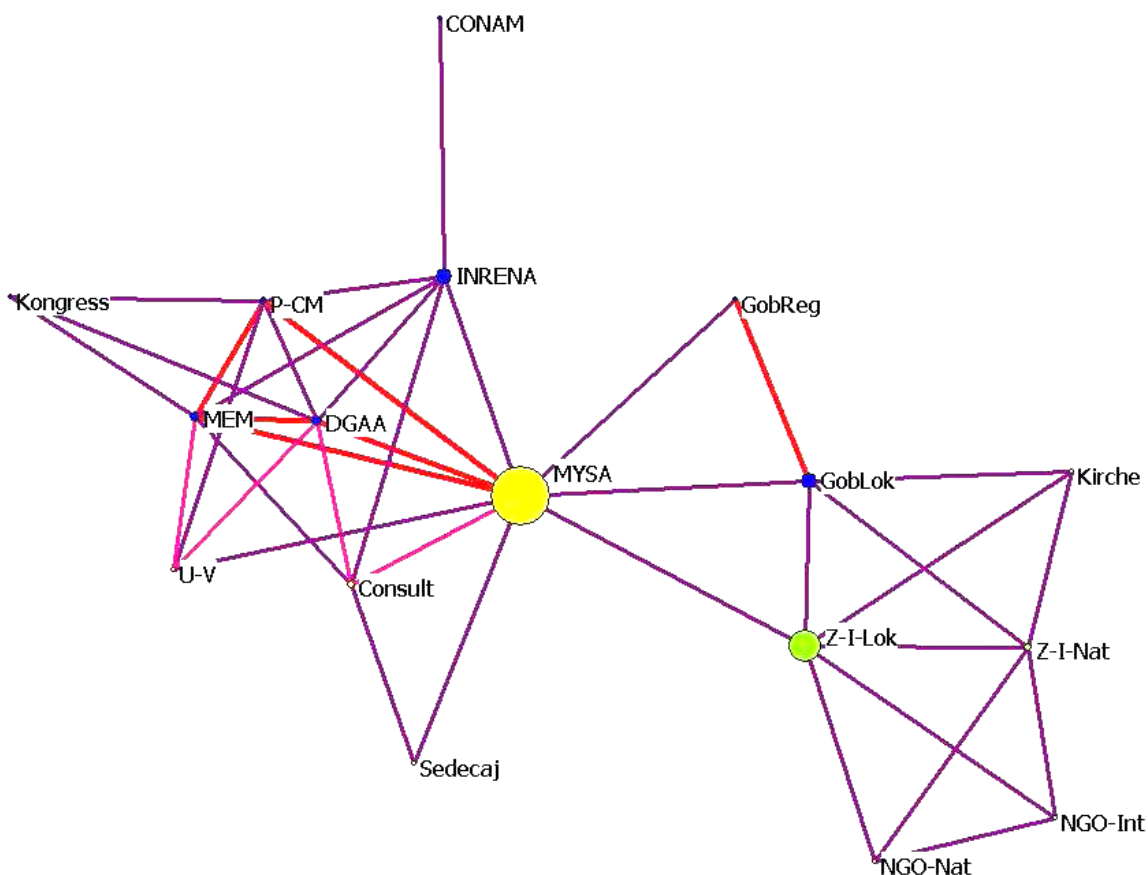 CONAM
INRENA
Kongress
P-CM
GobReg
MEM
DGAA
MYSA
GobLok
Kirche
U-V
Consult
Z-I-Lok
Z-I-Nat
Sedecaj
NGO-Int
NGO-Nat